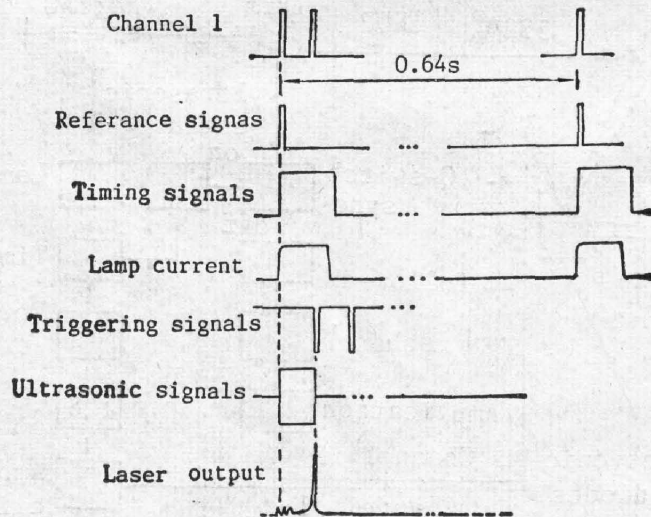 Channel 1
0.64s
Referance signas
Timing signals
Lamp current
Triggering signals
Ultrasonic signals
Laser output